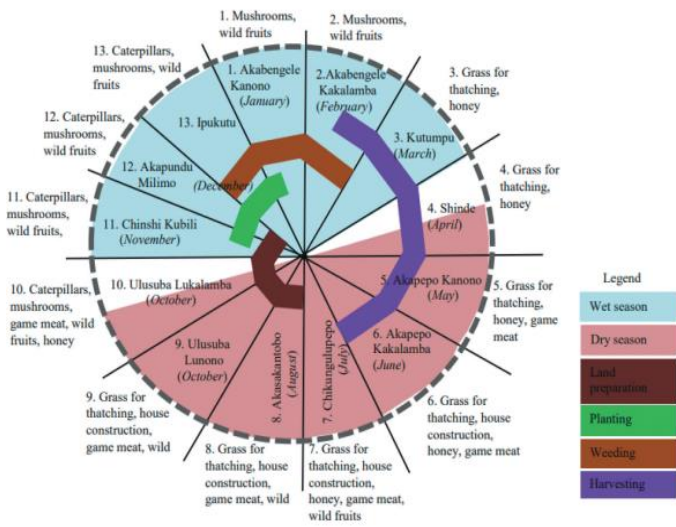 1. Mushrooms,
wild fruits
2. Mushrooms,
wild fruits
13. Caterpillars,
mushrooms, wild
fruits
3. Grass for
thatching,
honey
12. Caterpillars,
mushrooms,
wild fruits
4. Grass for
thatching,
honey
11. Caterpillars,
mushrooms,
wild fruits,
10. Caterpillars,
mushrooms,
game meat, wild
fruits, honey
5. Grass for
thatching,
honey, game
meat
9. Grass for
thatching, house
construction,
game meat, wild
8. Grass for
thatching, house
construction,
game meat, wild
7. Grass for
thatching, house
construction,
honey, game meat,
wild fruits
6. Grass for
thatching, house
construction,
honey, game meat
1. Akabengele
Kanono
(January)
2.Akabengele
Kakalamba
(February)
3. Kutumpu
(March)
4. Shinde
(April)
5. Akapepo Kanono
(May)
6. Akapepo
Kakalamba
(June)
7. Chikungulupepo
(July)
8. Akasakantobo
(August)
9. Ulusuba
Lunono
(October)
10. Ulusuba Lukalamba
(October)
11. Chinshi Kubili
(November)
12. Akapundu
Milimo
(December)
13. Ipukutu
Legend
Wet season
Dry season
Land
preparation
Planting
Weeding
Harvesting